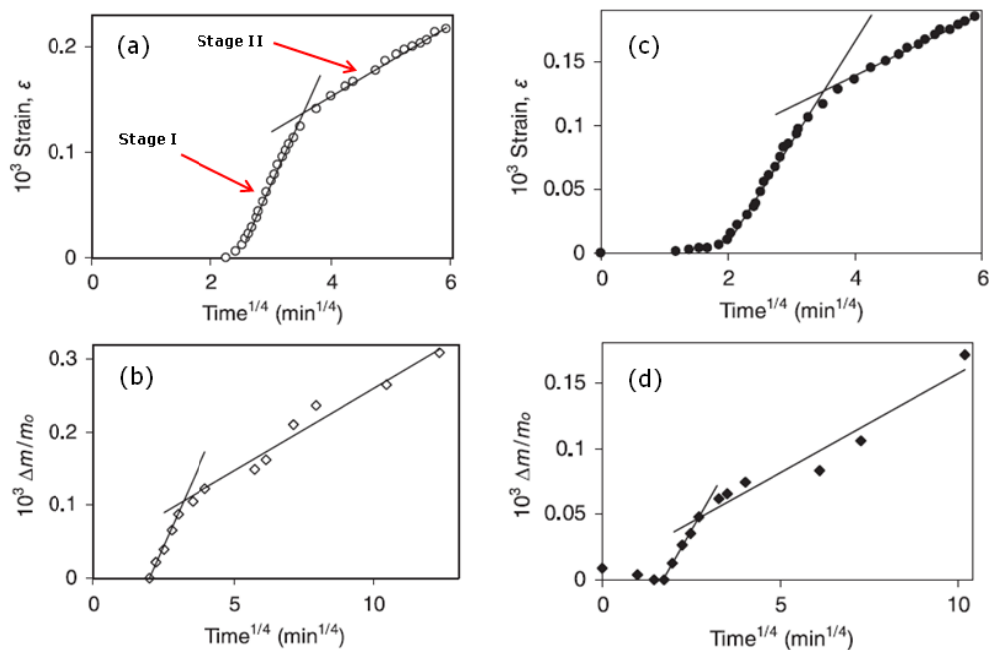 (a)
Stage II
Stage I
10³ Strain, ε
0.2
0.1
0
0 2 4 6
Time¹/⁴ (min¹/⁴)
(c)
10³ Strain, ε
0.15
0.1
0.05
0
0 2 4 6
Time¹/⁴ (min¹/⁴)
(b)
10³ Δm/mₒ
0.3
0.2
0.1
0
0 5 10
Time¹/⁴ (min¹/⁴)
(d)
10³ Δm/mₒ
0.15
0.1
0.05
0
0 5 10
Time¹/⁴ (min¹/⁴)